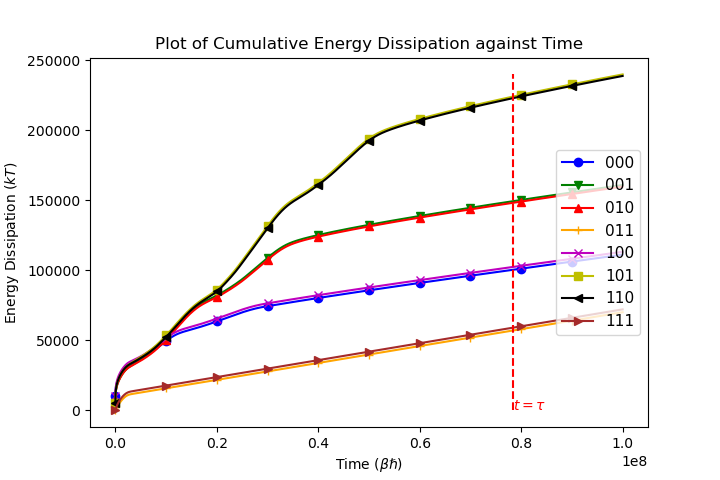 Plot of Cumulative Energy Dissipation against Time
Energy Dissipation (kT)
250000
200000
150000
100000
50000
0
000
001
010
011
100
101
110
111
t = τ
0.0 0.2 0.4 0.6 0.8 1.0
1e8
Time (βℏ)